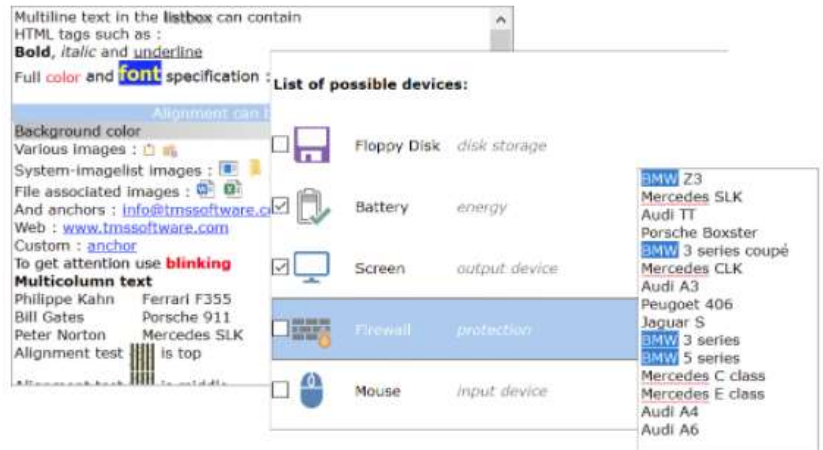 Multiline text in the listbox can contain
HTML tags such as :
Bold, italic and underline
Full color and font specification :
Alignment can
Background color
Various images :
System-imagelist images :
File associated images :
And anchors : info@tmssoftware.c
Web : www.tmssoftware.com
Custom : anchor
To get attention use blinking
Multicolumn text
Philippe Kahn Ferrari F355
Bill Gates Porsche 911
Peter Norton Mercedes SLK
Alignment test is top
Alignment test is middle
List of possible devices:
Floppy Disk disk storage
Battery energy
Screen output device
Firewall protection
Mouse input device
BMW Z3
Mercedes SLK
Audi TT
Porsche Boxster
BMW 3 series coupé
Mercedes CLK
Audi A3
Peugoet 406
Jaguar S
BMW 3 series
BMW 5 series
Mercedes C class
Mercedes E class
Audi A4
Audi A6